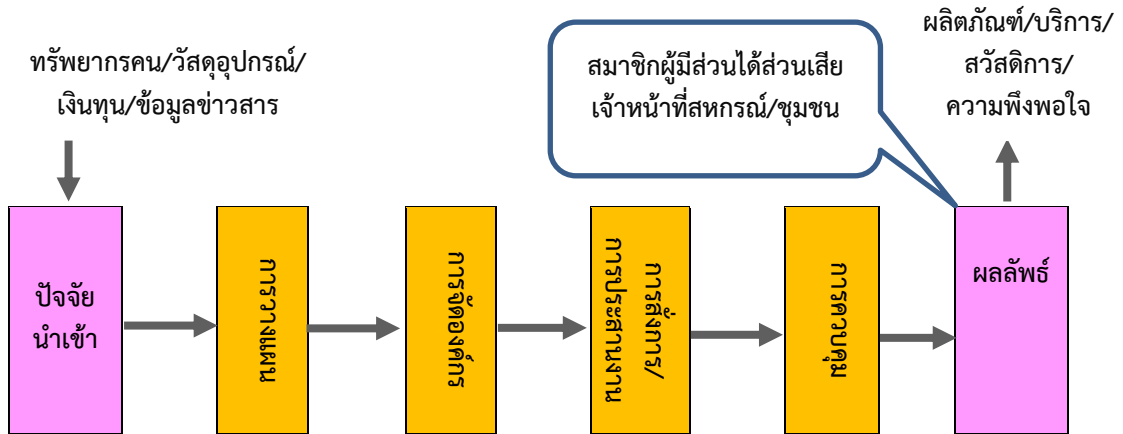 ทรัพยากรคน/วัสดุอุปกรณ์/
เงินทุน/ข้อมูลข่าวสาร
สมาชิกผู้มีส่วนได้ส่วนเสีย
เจ้าหน้าที่สหกรณ์/ชุมชน
ผลิตภัณฑ์/บริการ/
สวัสดิการ/
ความพึงพอใจ
ปัจจัย
นำเข้า
การวางแผน
การจัดองค์กร
การสั่งการ/
การประสานงาน
การควบคุม
ผลลัพธ์